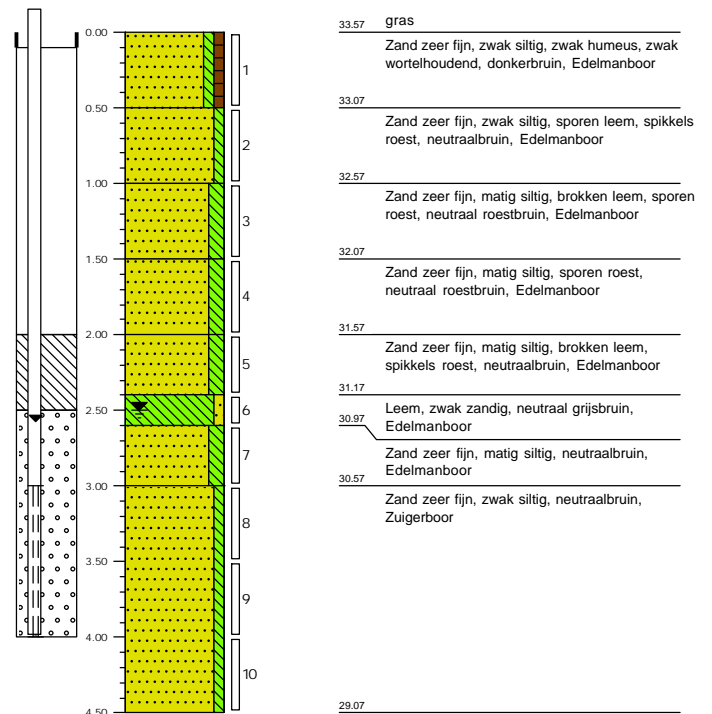 0.00
0.50
1.00
1.50
2.00
2.50
3.00
3.50
4.00
4.50
1
2
3
4
5
6
7
8
9
10
33.57 gras
Zand zeer fijn, zwak siltig, zwak humeus, zwak
wortelhoudend, donkerbruin, Edelmanboor
33.07
Zand zeer fijn, zwak siltig, sporen leem, spikkels
roest, neutraalbruin, Edelmanboor
32.57
Zand zeer fijn, matig siltig, brokken leem, sporen
roest, neutraal roestbruin, Edelmanboor
32.07
Zand zeer fijn, matig siltig, sporen roest,
neutraal roestbruin, Edelmanboor
31.57
Zand zeer fijn, matig siltig, brokken leem,
spikkels roest, neutraalbruin, Edelmanboor
31.17
Leem, zwak zandig, neutraal grijsbruin,
Edelmanboor
30.97
Zand zeer fijn, matig siltig, neutraalbruin,
Edelmanboor
30.57
Zand zeer fijn, zwak siltig, neutraalbruin,
Zuigerboor
29.07